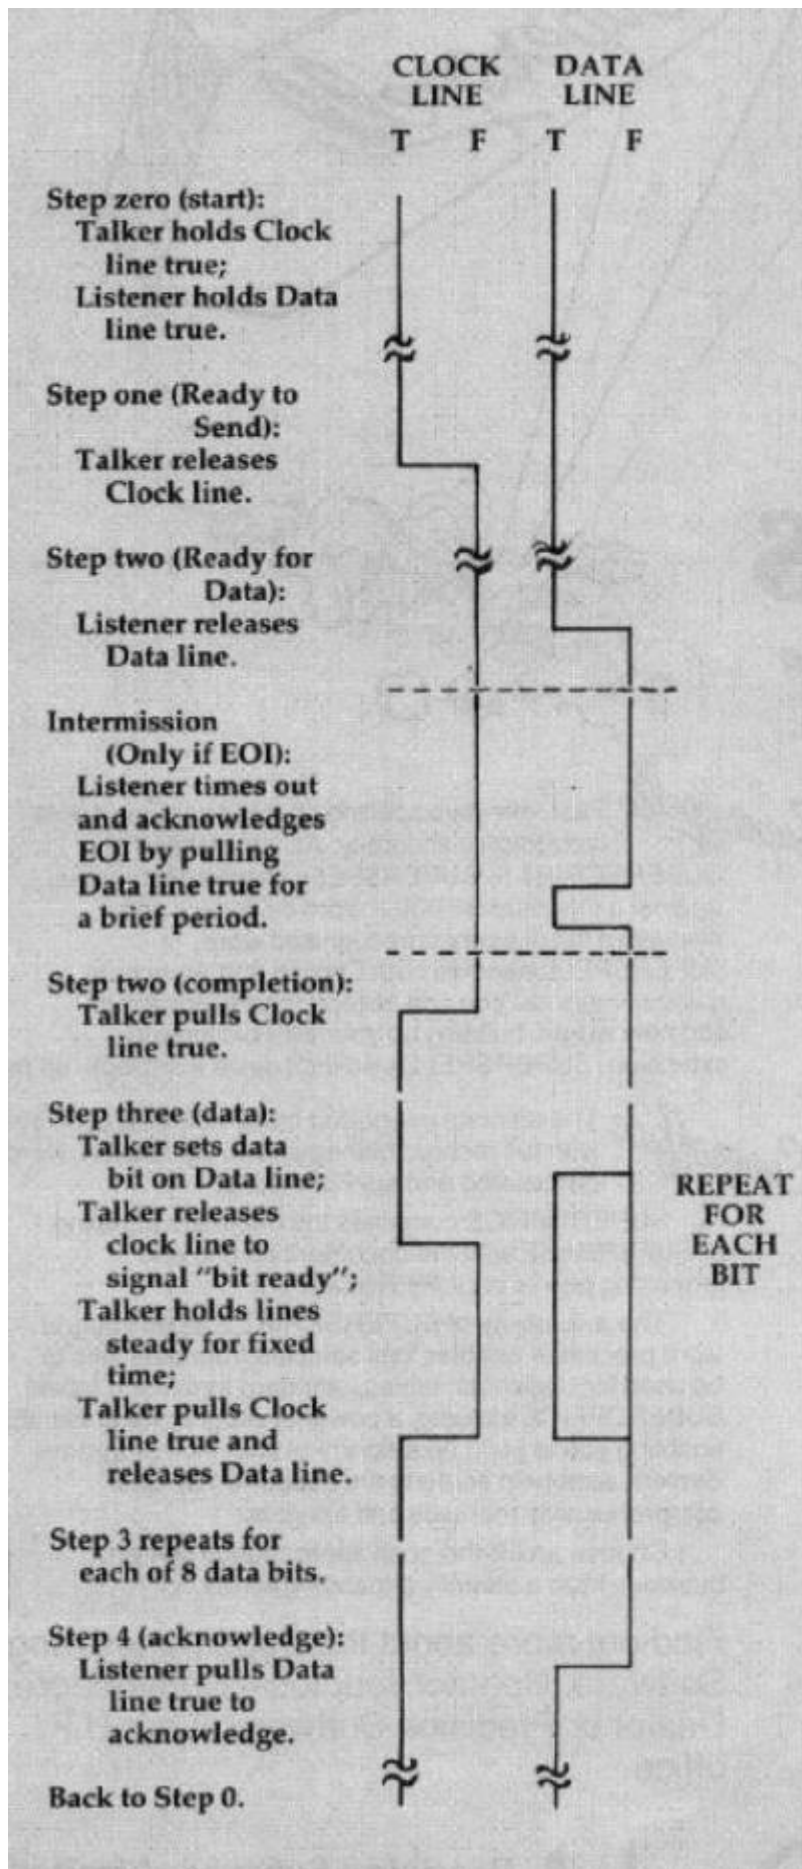 CLOCK LINE
DATA LINE
T F T F
Step zero (start):
Talker holds Clock
line true;
Listener holds Data
line true.
Step one (Ready to
Send):
Talker releases
Clock line.
Step two (Ready for
Data):
Listener releases
Data line.
Intermission
(Only if EOI):
Listener times out
and acknowledges
EOI by pulling
Data line true for
a brief period.
Step two (completion):
Talker pulls Clock
line true.
Step three (data):
Talker sets data
bit on Data line;
Talker releases
clock line to
signal "bit ready";
Talker holds lines
steady for fixed
time;
Talker pulls Clock
line true and
releases Data line.
REPEAT
FOR
EACH
BIT
Step 3 repeats for
each of 8 data bits.
Step 4 (acknowledge):
Listener pulls Data
line true to
acknowledge.
Back to Step 0.